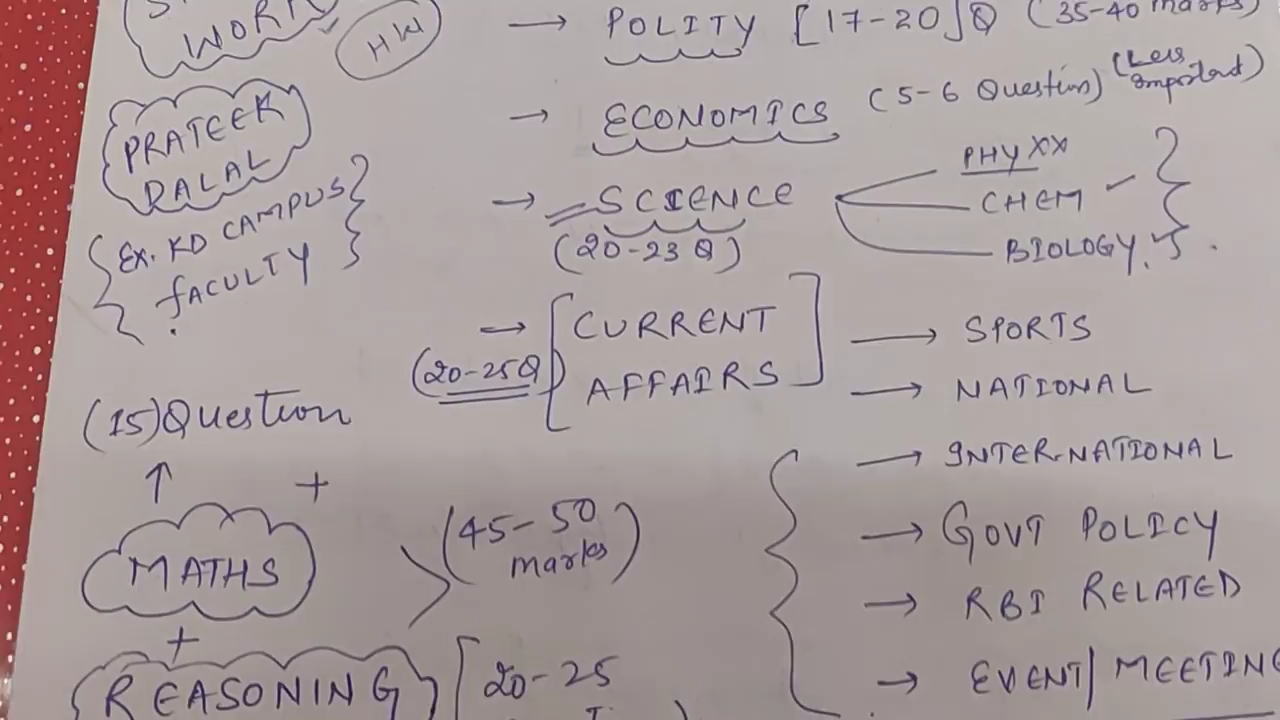 WORK
HW
→ POLITY [17-20]Q (35-40 marks)
→ ECONOMICS (5-6 Question) (Less Important)
PRATEEK
DALAL
Ex. KD CAMPUS
FACULTY
→ SCIENCE
(20-23 Q)
PHY XX
CHEM ✓
BIOLOGY ✓
→ [CURRENT
AFFAIRS]
(20-25Q)
→ SPORTS
→ NATIONAL
→ INTERNATIONAL
→ GOVT POLICY
→ RBI RELATED
→ EVENT/MEETING
(15) Question
↑
+
MATHS
(45-50
marks)
+
REASONING [20-25